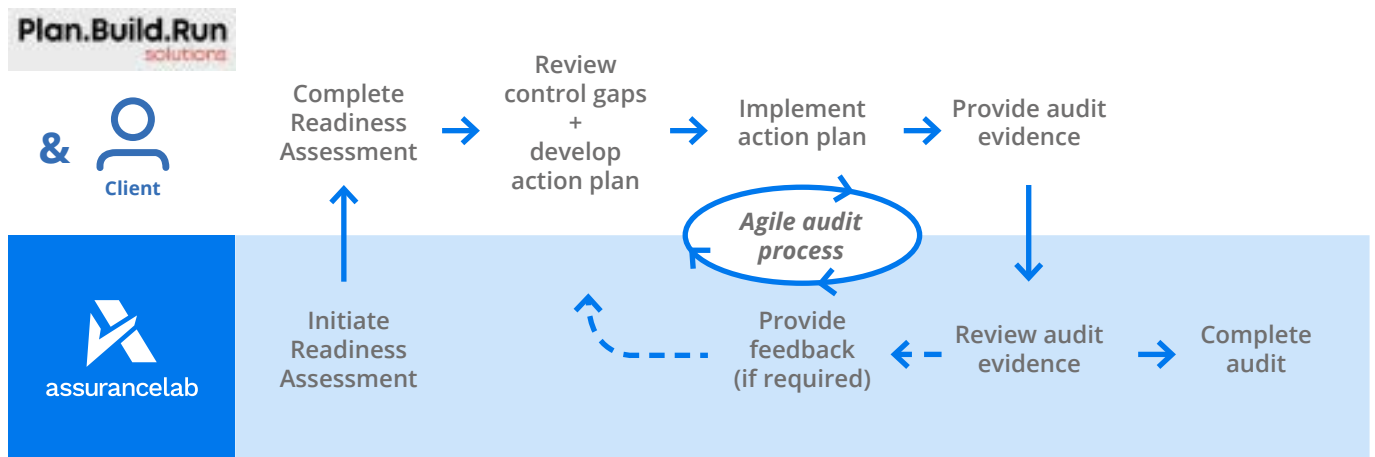 Plan.Build.Run
solutions
&
Client
Complete
Readiness
Assessment
Review
control gaps
+
develop
action plan
Implement
action plan
Provide audit
evidence
Agile audit
process
assurancelab
Initiate
Readiness
Assessment
Provide
feedback
(if required)
Review audit
evidence
Complete
audit